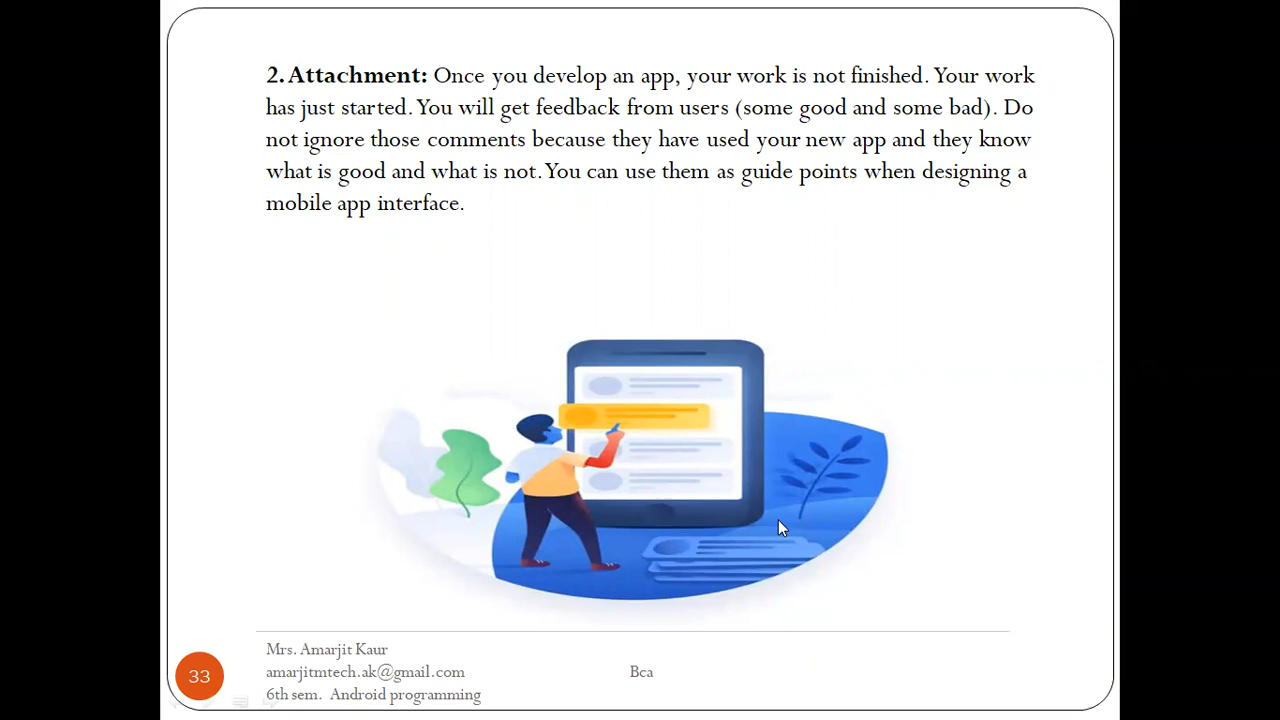 2. Attachment: Once you develop an app, your work is not finished. Your work
has just started. You will get feedback from users (some good and some bad). Do
not ignore those comments because they have used your new app and they know
what is good and what is not. You can use them as guide points when designing a
mobile app interface.
Mrs. Amarjit Kaur
33
amarjitmtech.ak@gmail.com
Bca
6th sem.  Android programming